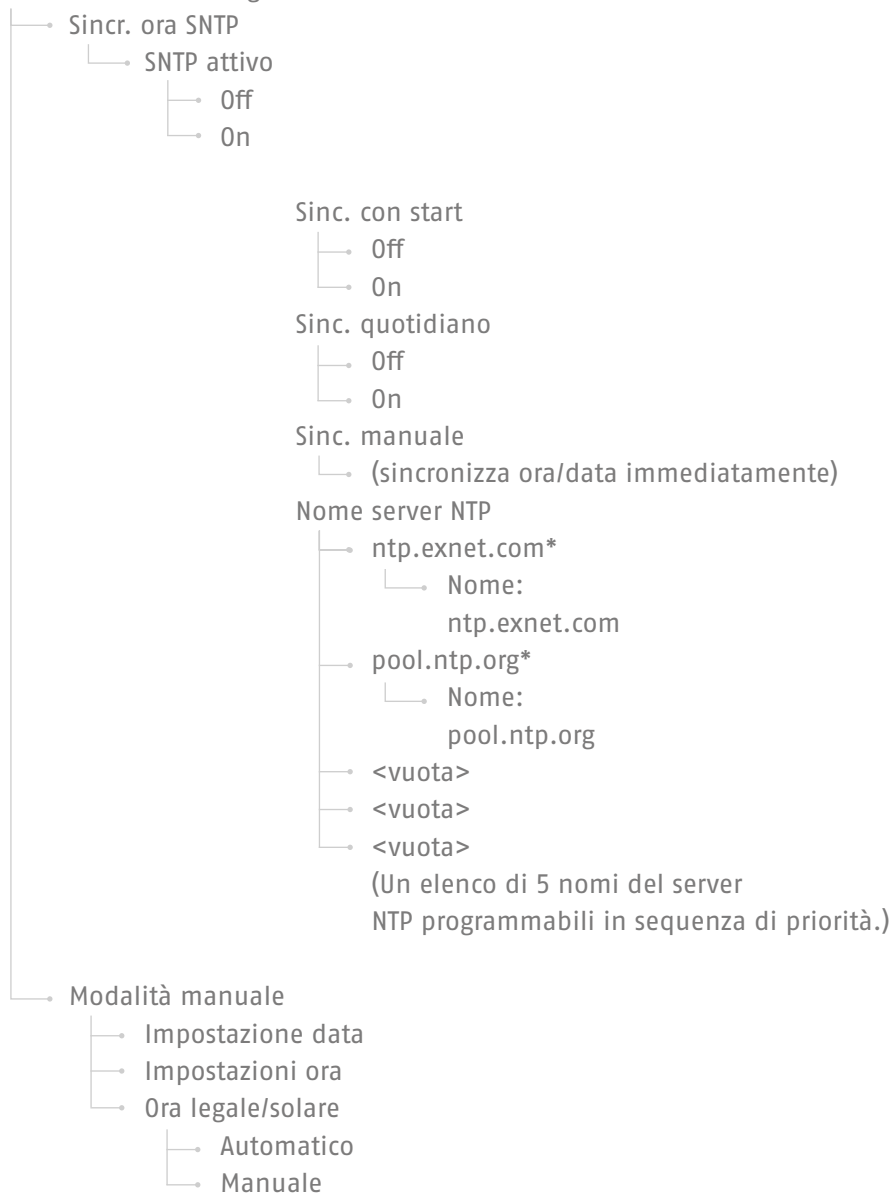 Sincr. ora SNTP
SNTP attivo
Off
On
Sinc. con start
Off
On
Sinc. quotidiano
Off
On
Sinc. manuale
(sincronizza ora/data immediatamente)
Nome server NTP
ntp.exnet.com*
Nome:
ntp.exnet.com
pool.ntp.org*
Nome:
pool.ntp.org
<vuota>
<vuota>
<vuota>
(Un elenco di 5 nomi del server
NTP programmabili in sequenza di priorità.)
Modalità manuale
Impostazione data
Impostazioni ora
Ora legale/solare
Automatico
Manuale